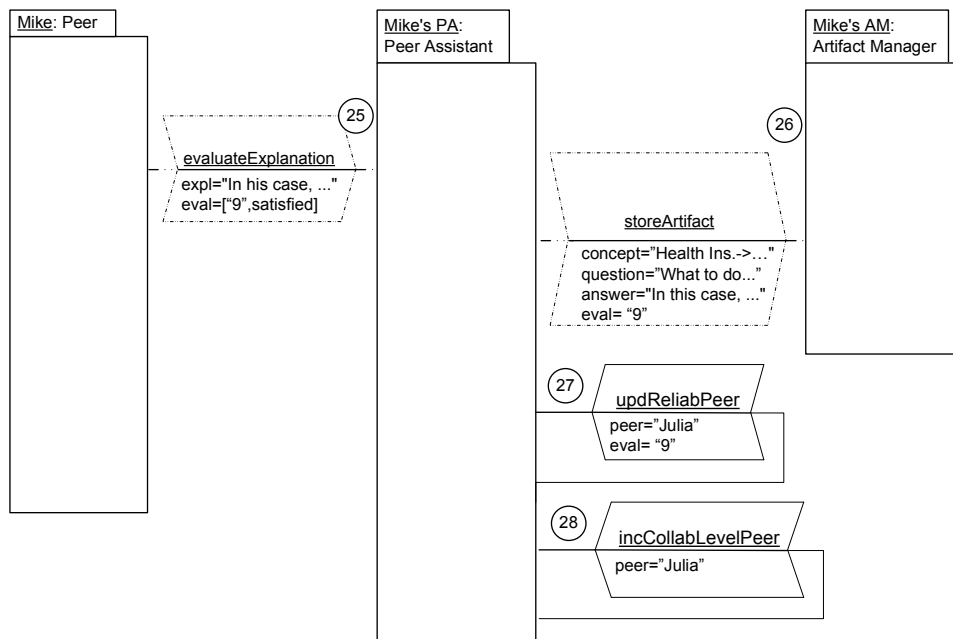 Mike: Peer
Mike's PA:
Peer Assistant
Mike's AM:
Artifact Manager
25
evaluateExplanation
expl="In his case, ..."
eval=[“9”,satisfied]
26
storeArtifact
concept=”Health Ins.->…"
question=”What to do...”
answer="In this case, ..."
eval= “9”
27
updReliabPeer
peer=”Julia”
eval= “9”
28
incCollabLevelPeer
peer=”Julia”